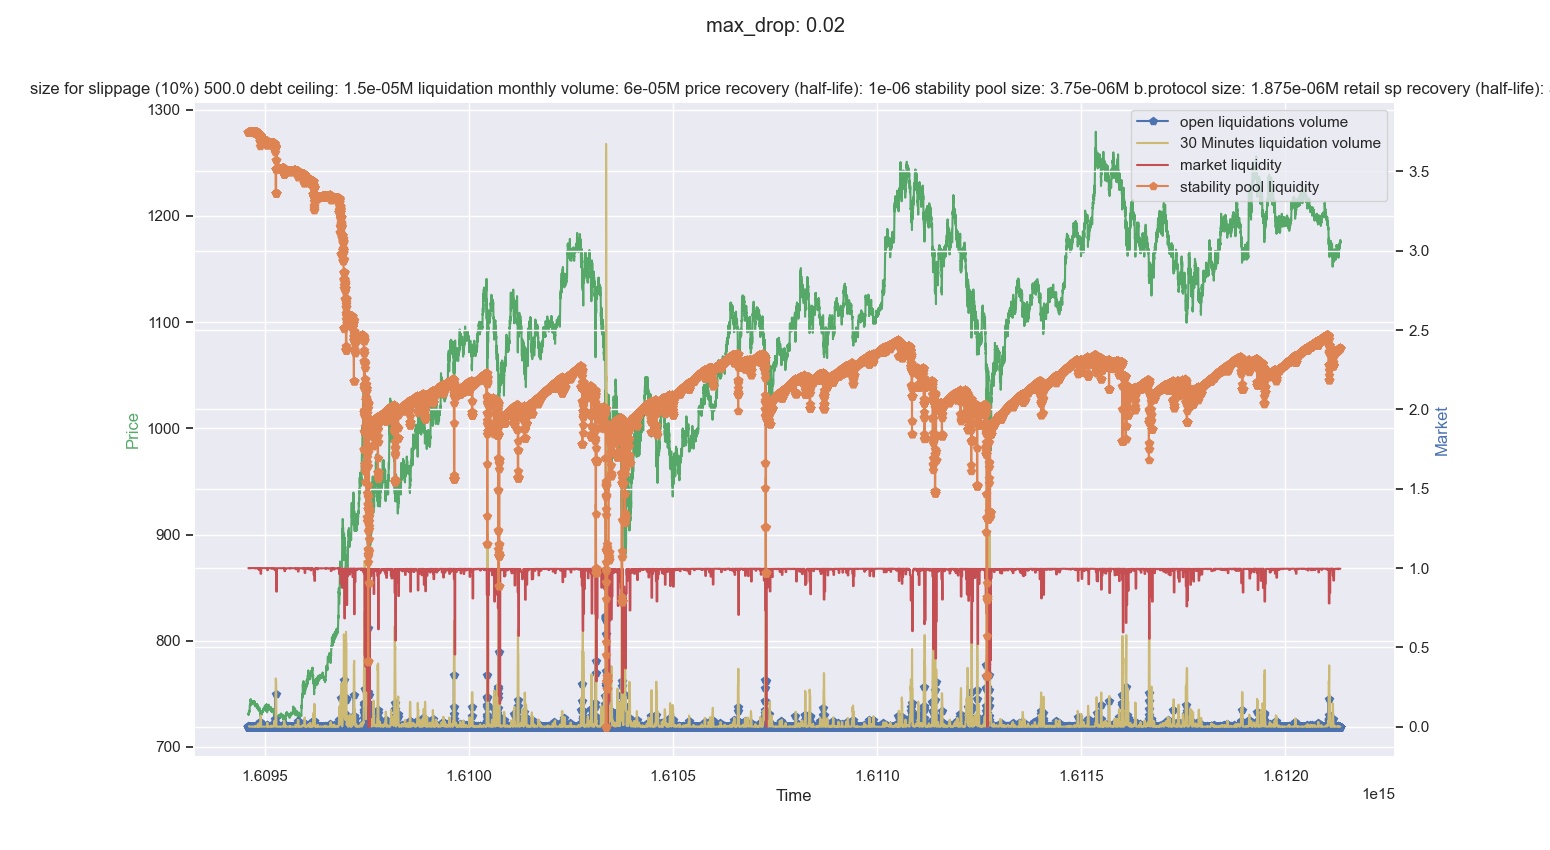 max_drop: 0.02
size for slippage (10%) 500.0 debt ceiling: 1.5e-05M liquidation monthly volume: 6e-05M price recovery (half-life): 1e-06 stability pool size: 3.75e-06M b.protocol size: 1.875e-06M retail sp recovery (half-life):
open liquidations volume
30 Minutes liquidation volume
market liquidity
stability pool liquidity
1300
1200
1100
1000
900
800
700
Price
3.5
3.0
2.5
2.0
1.5
1.0
0.5
0.0
Market
1.6095 1.6100 1.6105 1.6110 1.6115 1.6120
1e15
Time